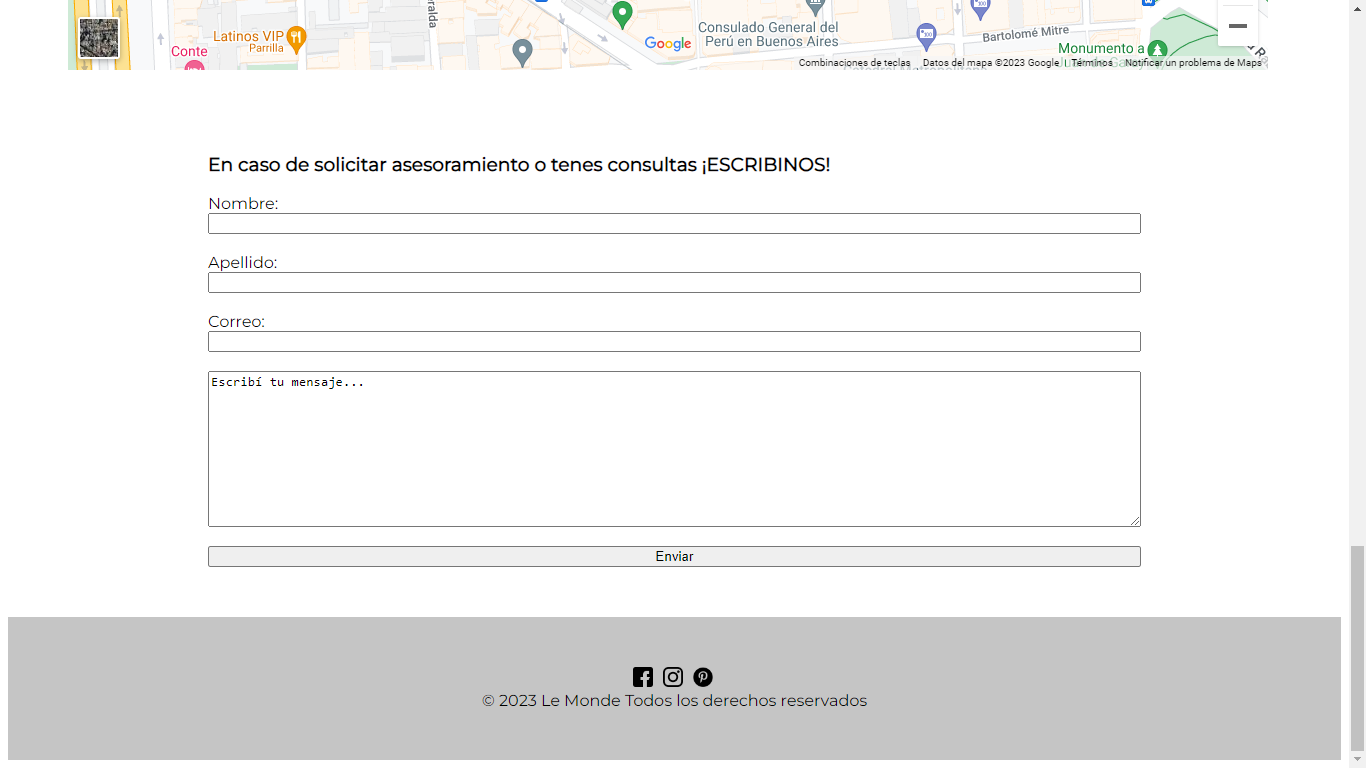 Latinos VIP
Parrilla
Conte
Google
Consulado General del
Perú en Buenos Aires
Bartolomé Mitre
Monumento a
Combinaciones de teclas
Datos del mapa ©2023 Google
Términos
Notificar un problema de Maps
En caso de solicitar asesoramiento o tenes consultas ¡ESCRIBINOS!
Nombre:
Apellido:
Correo:
Escribí tu mensaje...
Enviar
© 2023 Le Monde Todos los derechos reservados